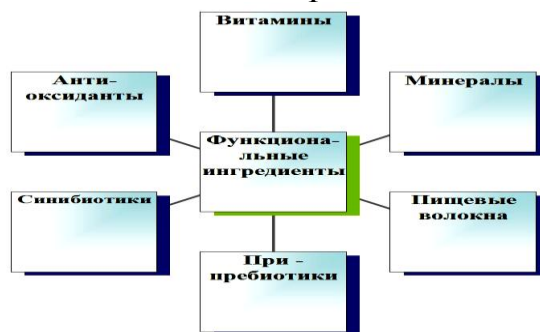 Витамины
Анти-
оксиданты
Минералы
Функциона-
льные
ингредиенты
Синибиотики
Пищевые
волокна
При -
пребиотики